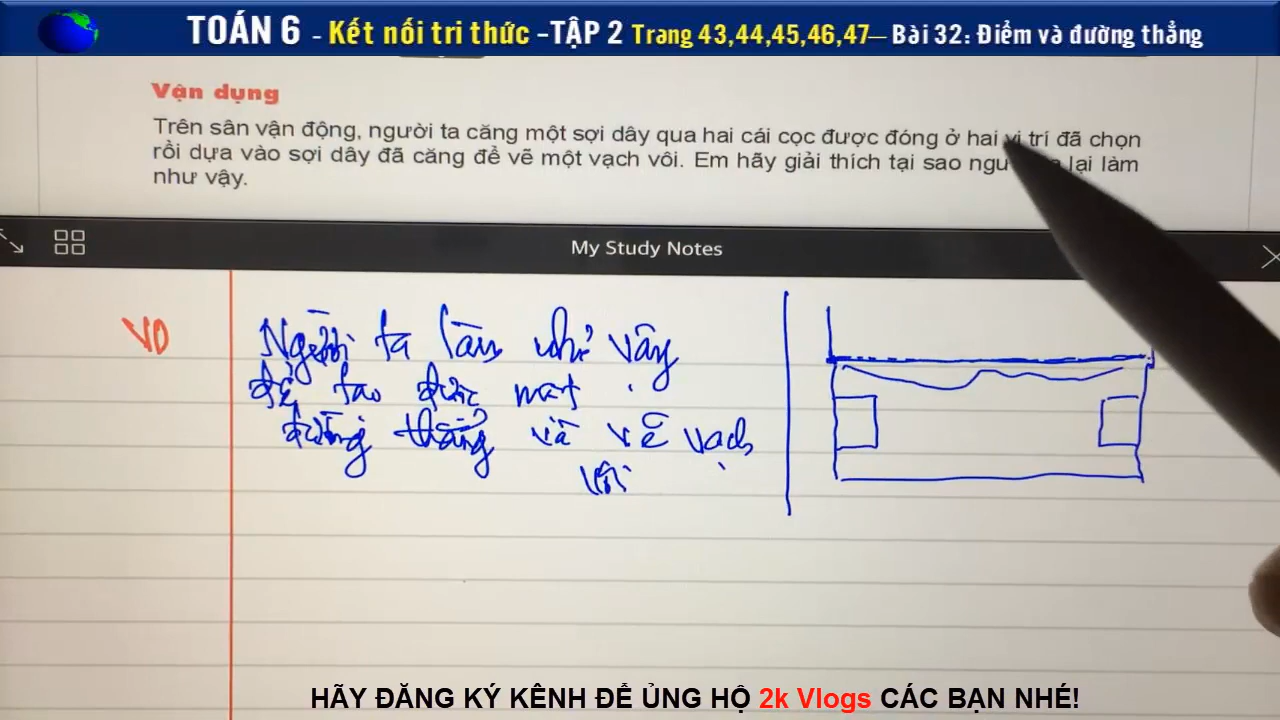 TOÁN 6 - Kết nối tri thức -TẬP 2 Trang 43,44,45,46,47- Bài 32: Điểm và đường thẳng
Vận dụng
Trên sân vận động, người ta căng một sợi dây qua hai cái cọc được đóng ở hai vị trí đã chọn
rồi dựa vào sợi dây đã căng để vẽ một vạch vôi. Em hãy giải thích tại sao lại làm
như vậy.
My Study Notes
VD
Người ta làm như vậy
để tạo được một
đường thẳng và vẽ vạch
vôi
HÃY ĐĂNG KÝ KÊNH ĐỂ ỦNG HỘ 2k Vlogs CÁC BẠN NHÉ!